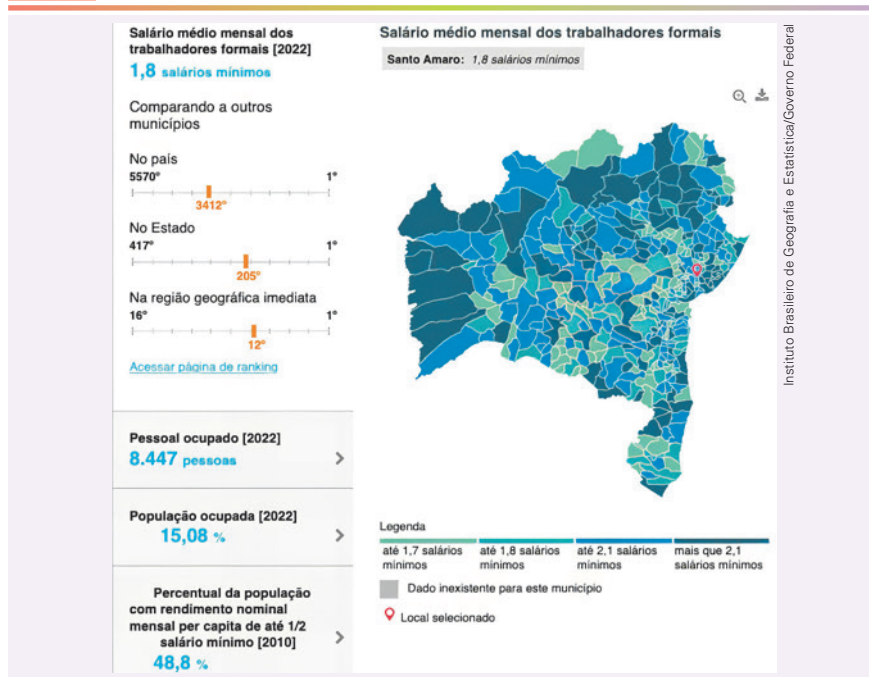 Salário médio mensal dos
trabalhadores formais [2022]
1,8 salários mínimos
Comparando a outros
municípios
No país
5570º 1º
3412º
No Estado
417º 1º
205º
Na região geográfica imediata
16º 1º
12º
Acessar página de ranking
Pessoal ocupado [2022]
8.447 pessoas
População ocupada [2022]
15,08 %
Percentual da população
com rendimento nominal
mensal per capita de até 1/2
salário mínimo [2010]
48,8 %
Salário médio mensal dos trabalhadores formais
Santo Amaro: 1,8 salários mínimos
Legenda
até 1,7 salários
mínimos
até 1,8 salários
mínimos
até 2,1 salários
mínimos
mais que 2,1
salários mínimos
Dado inexistente para este município
Local selecionado
Instituto Brasileiro de Geografia e Estatística/Governo Federal